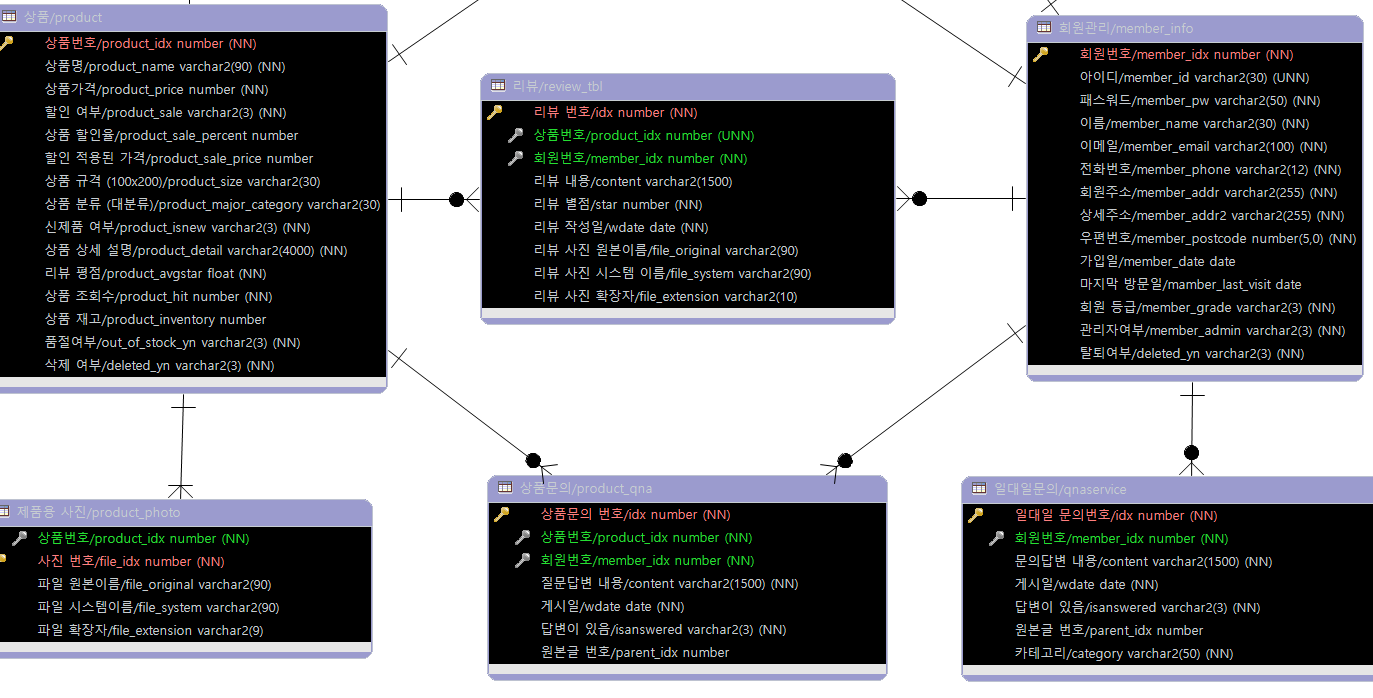 상품/product
상품번호/product_idx number (NN)
상품명/product_name varchar2(90) (NN)
상품가격/product_price number (NN)
할인 여부/product_sale varchar2(3) (NN)
상품 할인율/product_sale_percent number
할인 적용된 가격/product_sale_price number
상품 규격 (100x200)/product_size varchar2(30)
상품 분류 (대분류)/product_major_category varchar2(30)
신제품 여부/product_isnew varchar2(3) (NN)
상품 상세 설명/product_detail varchar2(4000) (NN)
리뷰 평점/product_avgstar float (NN)
상품 조회수/product_hit number (NN)
상품 재고/product_inventory number
품절여부/out_of_stock_yn varchar2(3) (NN)
삭제 여부/deleted_yn varchar2(3) (NN)
리뷰/review_tbl
리뷰 번호/idx number (NN)
상품번호/product_idx number (UNN)
회원번호/member_idx number (NN)
리뷰 내용/content varchar2(1500)
리뷰 별점/star number (NN)
리뷰 작성일/wdate date (NN)
리뷰 사진 원본이름/file_original varchar2(90)
리뷰 사진 시스템 이름/file_system varchar2(90)
리뷰 사진 확장자/file_extension varchar2(10)
회원관리/member_info
회원번호/member_idx number (NN)
아이디/member_id varchar2(30) (UNN)
패스워드/member_pw varchar2(50) (NN)
이름/member_name varchar2(30) (NN)
이메일/member_email varchar2(100) (NN)
전화번호/member_phone varchar2(12) (NN)
회원주소/member_addr varchar2(255) (NN)
상세주소/member_addr2 varchar2(255) (NN)
우편번호/member_postcode number(5,0) (NN)
가입일/member_date date
마지막 방문일/mamber_last_visit date
회원 등급/member_grade varchar2(3) (NN)
관리자여부/member_admin varchar2(3) (NN)
탈퇴여부/deleted_yn varchar2(3) (NN)
제품용 사진/product_photo
상품번호/product_idx number (NN)
사진 번호/file_idx number (NN)
파일 원본이름/file_original varchar2(90)
파일 시스템이름/file_system varchar2(90)
파일 확장자/file_extension varchar2(9)
상품문의/product_qna
상품문의 번호/idx number (NN)
상품번호/product_idx number (NN)
회원번호/member_idx number (NN)
질문답변 내용/content varchar2(1500) (NN)
게시일/wdate date (NN)
답변이 있음/isanswered varchar2(3) (NN)
원본글 번호/parent_idx number
일대일문의/qnaservice
일대일 문의번호/idx number (NN)
회원번호/member_idx number (NN)
문의답변 내용/content varchar2(1500) (NN)
게시일/wdate date (NN)
답변이 있음/isanswered varchar2(3) (NN)
원본글 번호/parent_idx number
카테고리/category varchar2(50) (NN)